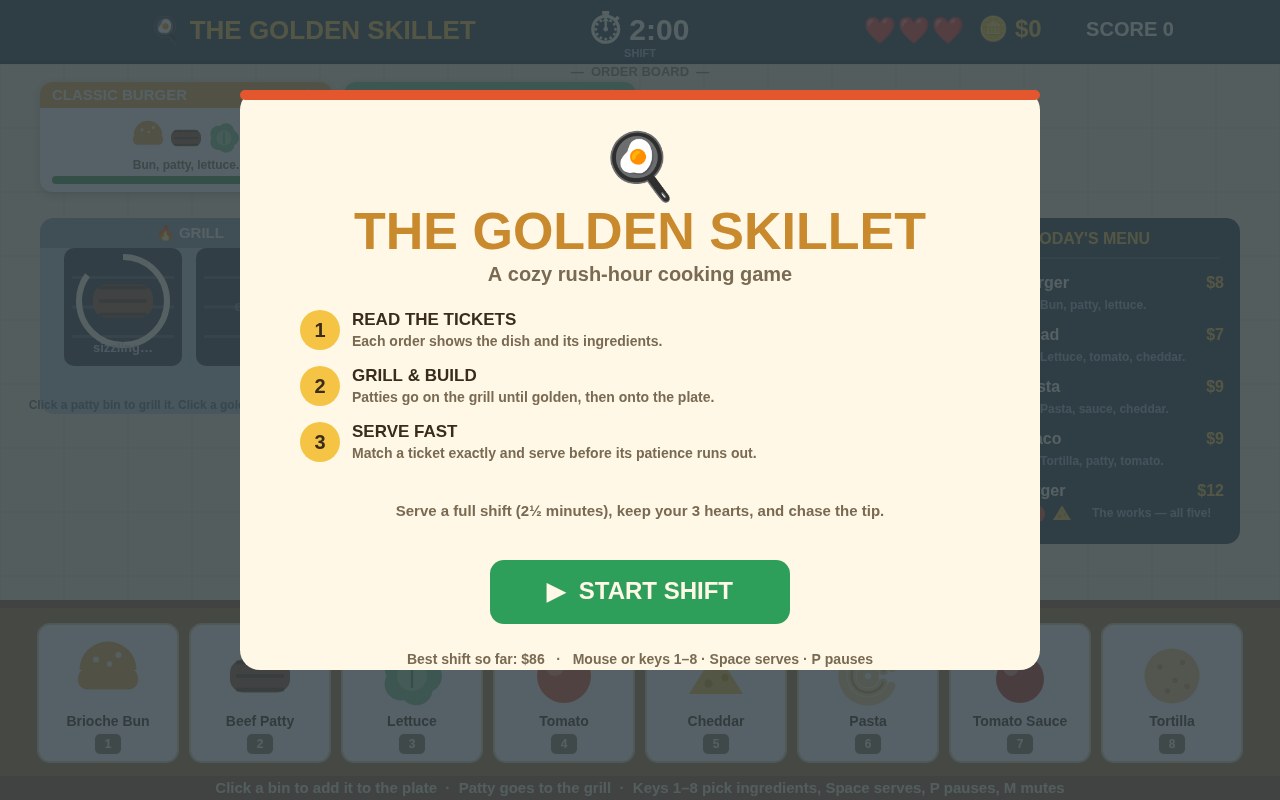 THE GOLDEN SKILLET
2:00
SHIFT
$0
SCORE 0
— ORDER BOARD —
CLASSIC BURGER
Bun, patty, lettuce.
GRILL
sizzling...
Click a patty bin to grill it. Click a
THE GOLDEN SKILLET
A cozy rush-hour cooking game
1
READ THE TICKETS
Each order shows the dish and its ingredients.
2
GRILL & BUILD
Patties go on the grill until golden, then onto the plate.
3
SERVE FAST
Match a ticket exactly and serve before its patience runs out.
Serve a full shift (2½ minutes), keep your 3 hearts, and chase the tip.
▶ START SHIFT
Best shift so far: $86 · Mouse or keys 1–8 · Space serves · P pauses
ODAY'S MENU
rger $8
Bun, patty, lettuce.
ad $7
Lettuce, tomato, cheddar.
sta $9
Pasta, sauce, cheddar.
aco $9
Tortilla, patty, tomato.
ger $12
The works — all five!
Brioche Bun
1
Beef Patty
2
Lettuce
3
Tomato
4
Cheddar
5
Pasta
6
Tomato Sauce
7
Tortilla
8
Click a bin to add it to the plate · Patty goes to the grill · Keys 1–8 pick ingredients, Space serves, P pauses, M mutes